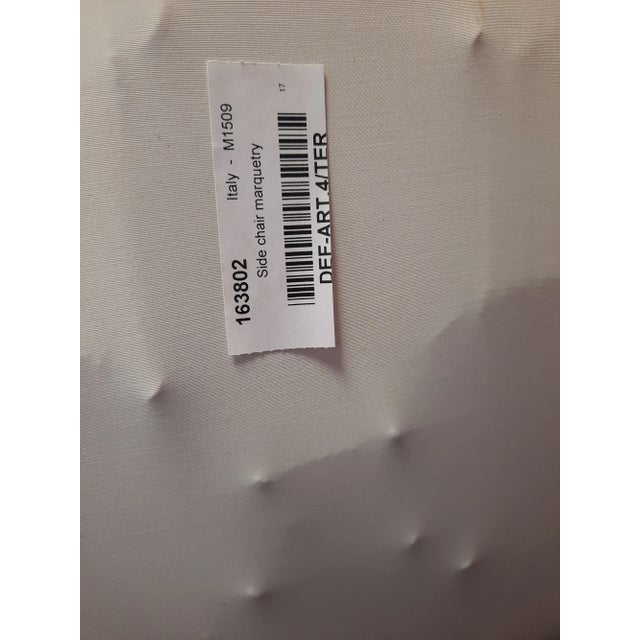 163802 Italy - M1509
Side chair marquetry
17
DEF-ART.4/TER